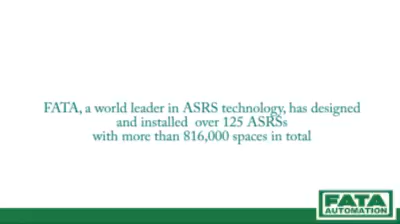 FATA, a world leader in ASRS technology, has designed
and installed over 125 ASRSs
with more than 816,000 spaces in total
FATA
AUTOMATION